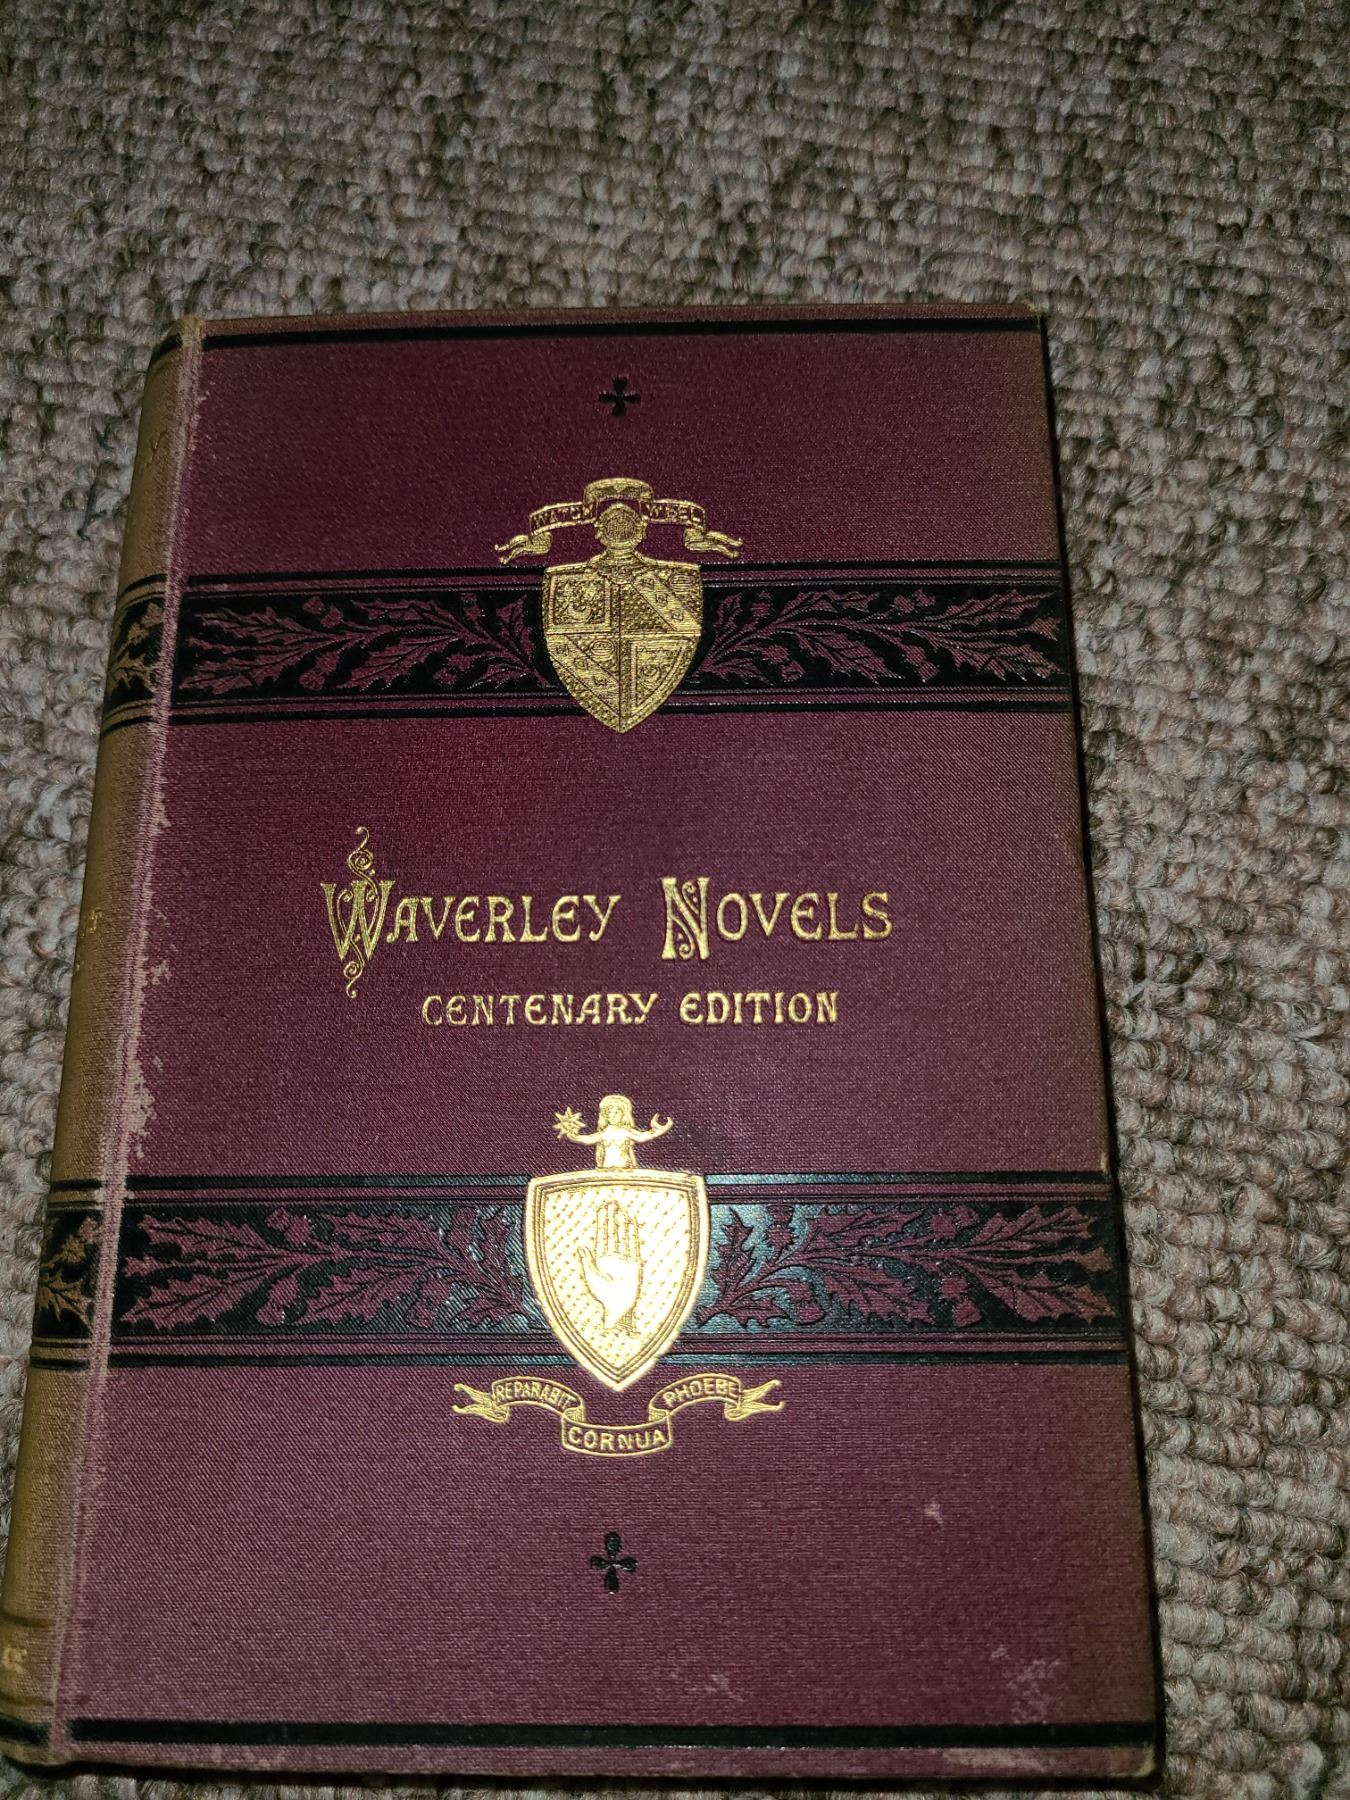 WATCH WEEL
WAVERLEY NOVELS
CENTENARY EDITION
REPARABIT CORNUA PHOEBE